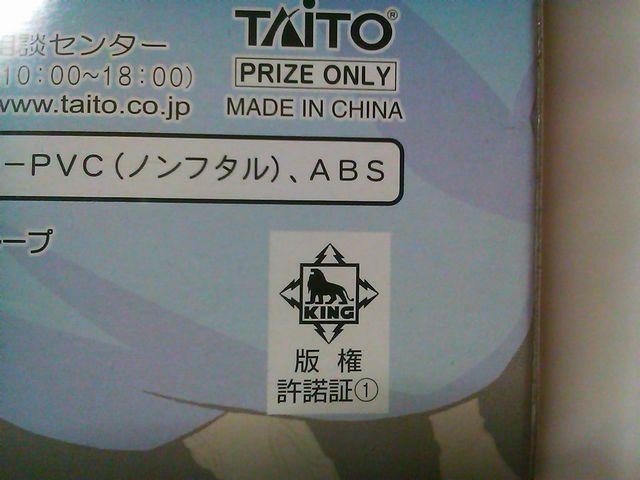 TAITO®
PRIZE ONLY
MADE IN CHINA
相談センター
10:00~18:00)
www.taito.co.jp
ーPVC(ノンフタル)、ABS
ープ
KING
版権
許諾証①